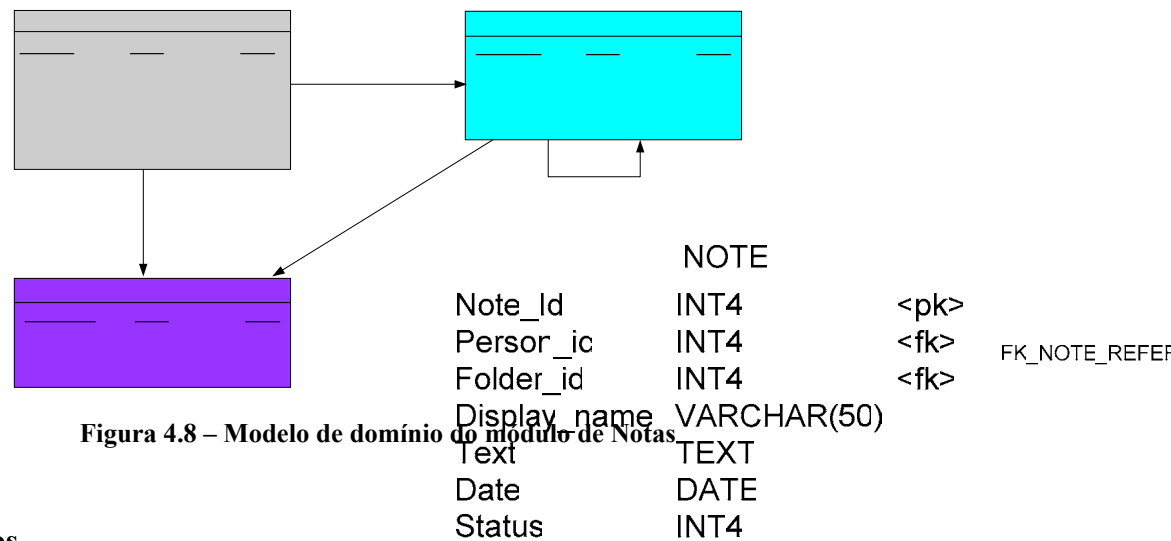 NOTE
Note_Id INT4 <pk>
Person_id INT4 <fk>
FK_NOTE_REFER
Folder_id INT4 <fk>
Display_name VARCHAR(50)
Figura 4.8 – Modelo de domínio do módulo de Notas
Text TEXT
Date DATE
Status INT4